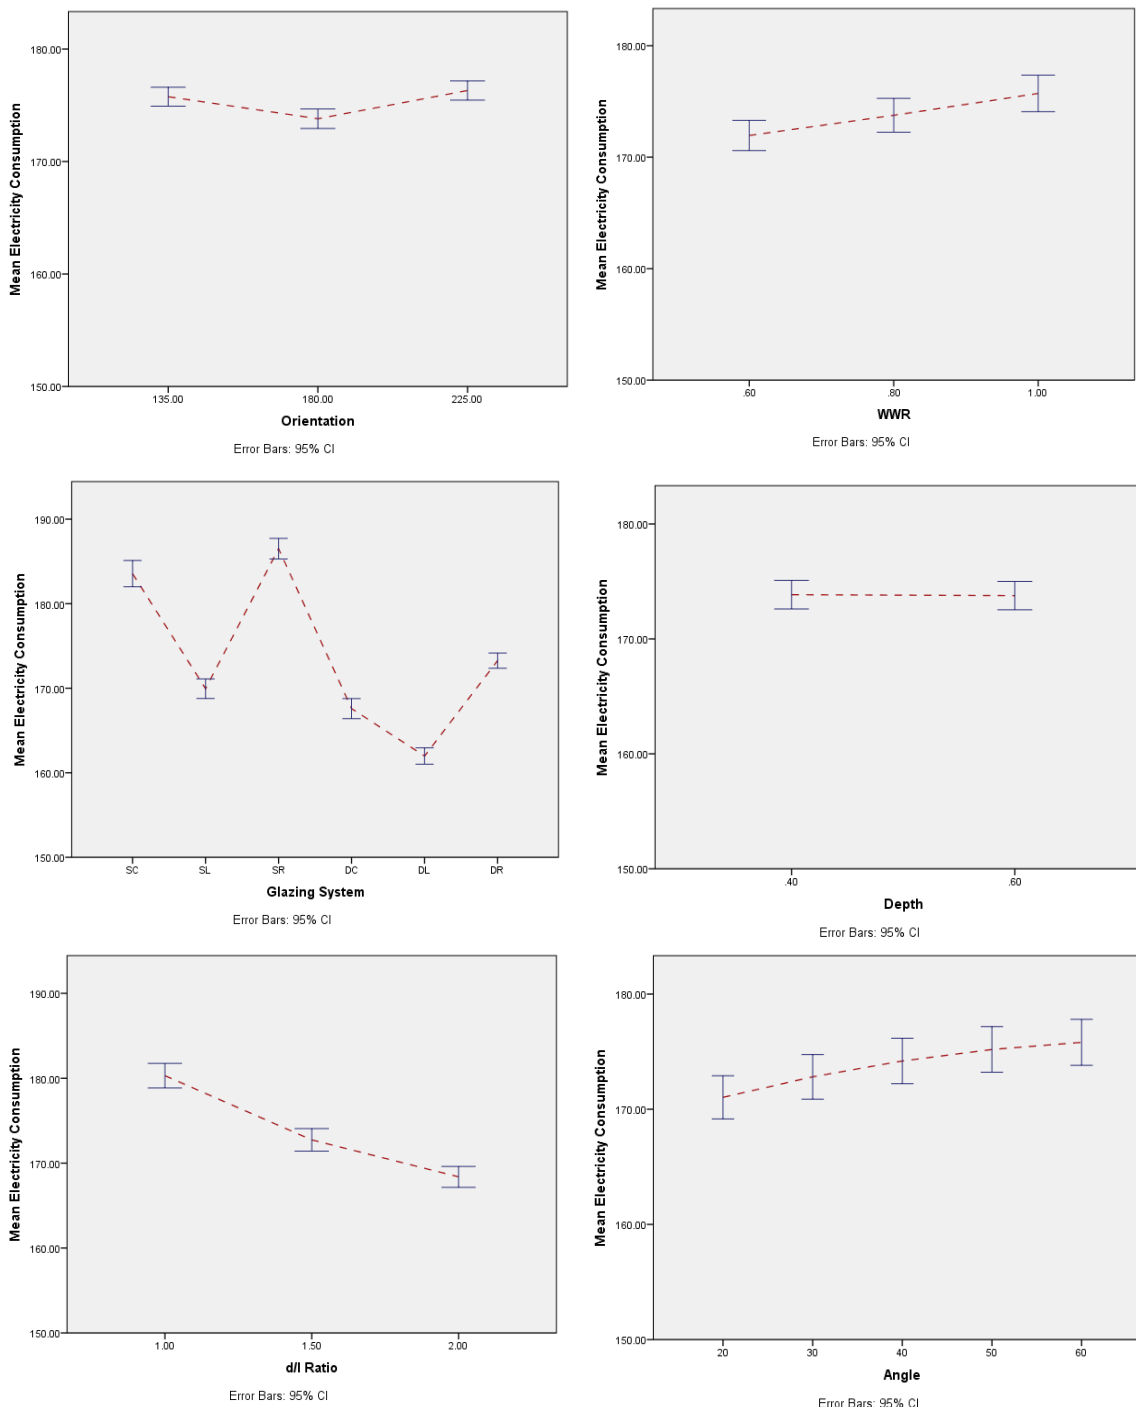 Mean Electricity Consumption
180.00
170.00
160.00
150.00
135.00 180.00 225.00
Orientation
Error Bars: 95% CI
Mean Electricity Consumption
180.00
170.00
160.00
150.00
.60 .80 1.00
WWR
Error Bars: 95% CI
Mean Electricity Consumption
190.00
180.00
170.00
160.00
150.00
SC SL SR DC DL DR
Glazing System
Error Bars: 95% CI
Mean Electricity Consumption
180.00
170.00
160.00
150.00
.40 .60
Depth
Error Bars: 95% CI
Mean Electricity Consumption
190.00
180.00
170.00
160.00
150.00
1.00 1.50 2.00
d/l Ratio
Error Bars: 95% CI
Mean Electricity Consumption
180.00
170.00
160.00
150.00
20 30 40 50 60
Angle
Error Bars: 95% CI